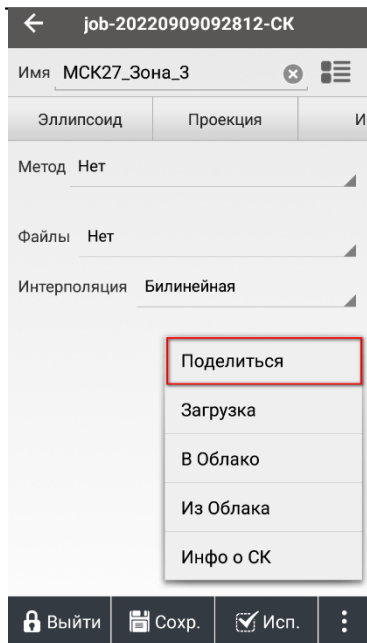 job-20220909092812-СК
Имя МСК27_Зона_3
Эллипсоид Проекция И
Метод Нет
Файлы Нет
Интерполяция Билинейная
Поделиться
Загрузка
В Облако
Из Облака
Инфо о СК
Выйти Сохр. Исп.